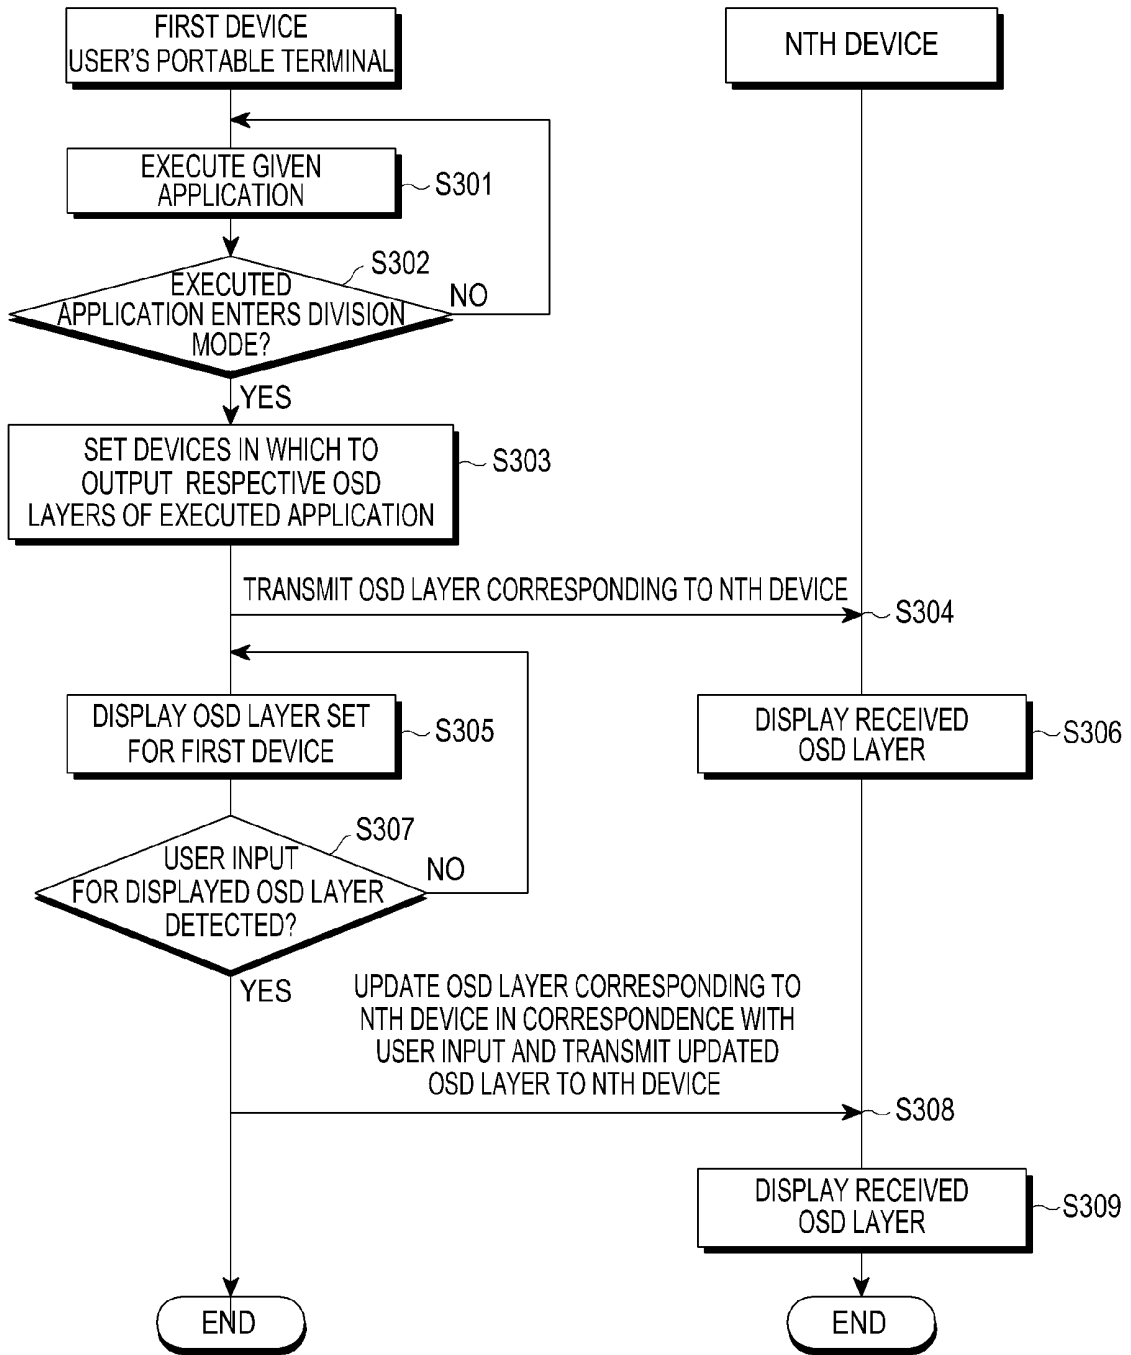 FIRST DEVICE
USER'S PORTABLE TERMINAL
NTH DEVICE
EXECUTE GIVEN
APPLICATION
S301
S302
EXECUTED
APPLICATION ENTERS DIVISION
MODE?
NO
YES
SET DEVICES IN WHICH TO
OUTPUT RESPECTIVE OSD
LAYERS OF EXECUTED APPLICATION
S303
TRANSMIT OSD LAYER CORRESPONDING TO NTH DEVICE
S304
DISPLAY OSD LAYER SET
FOR FIRST DEVICE
S305
DISPLAY RECEIVED
OSD LAYER
S306
S307
USER INPUT
FOR DISPLAYED OSD LAYER
DETECTED?
NO
YES
UPDATE OSD LAYER CORRESPONDING TO
NTH DEVICE IN CORRESPONDENCE WITH
USER INPUT AND TRANSMIT UPDATED
OSD LAYER TO NTH DEVICE
S308
DISPLAY RECEIVED
OSD LAYER
S309
END
END